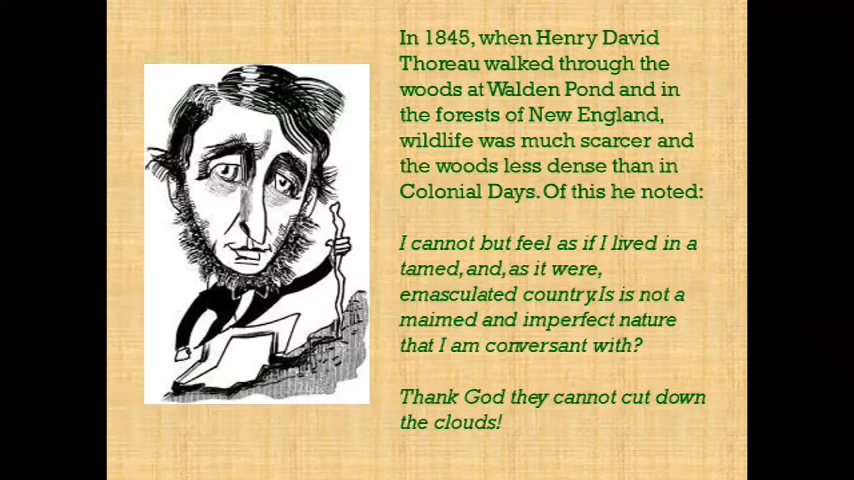 In 1845, when Henry David
Thoreau walked through the
woods at Walden Pond and in
the forests of New England,
wildlife was much scarcer and
the woods less dense than in
Colonial Days. Of this he noted:
I cannot but feel as if I lived in a
tamed, and, as it were,
emasculated country. Is is not a
maimed and imperfect nature
that I am conversant with?
Thank God they cannot cut down
the clouds!